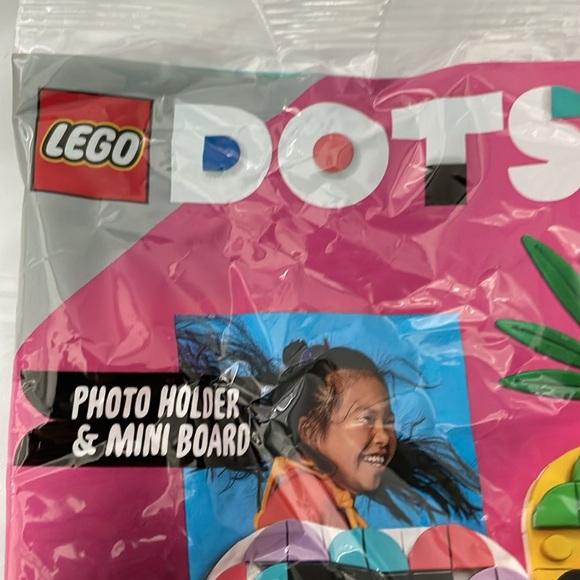 LEGO
DOTS
PHOTO HOLDER
& MINI BOARD